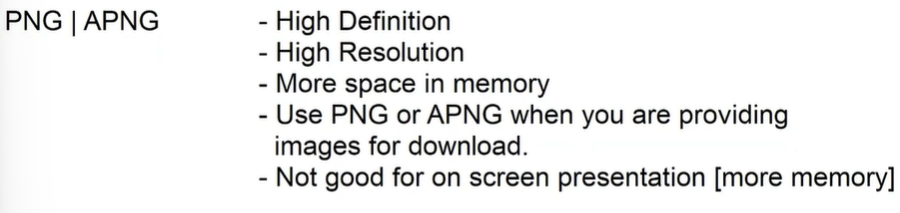 PNG | APNG - High Definition
- High Resolution
- More space in memory
- Use PNG or APNG when you are providing
images for download.
- Not good for on screen presentation [more memory]